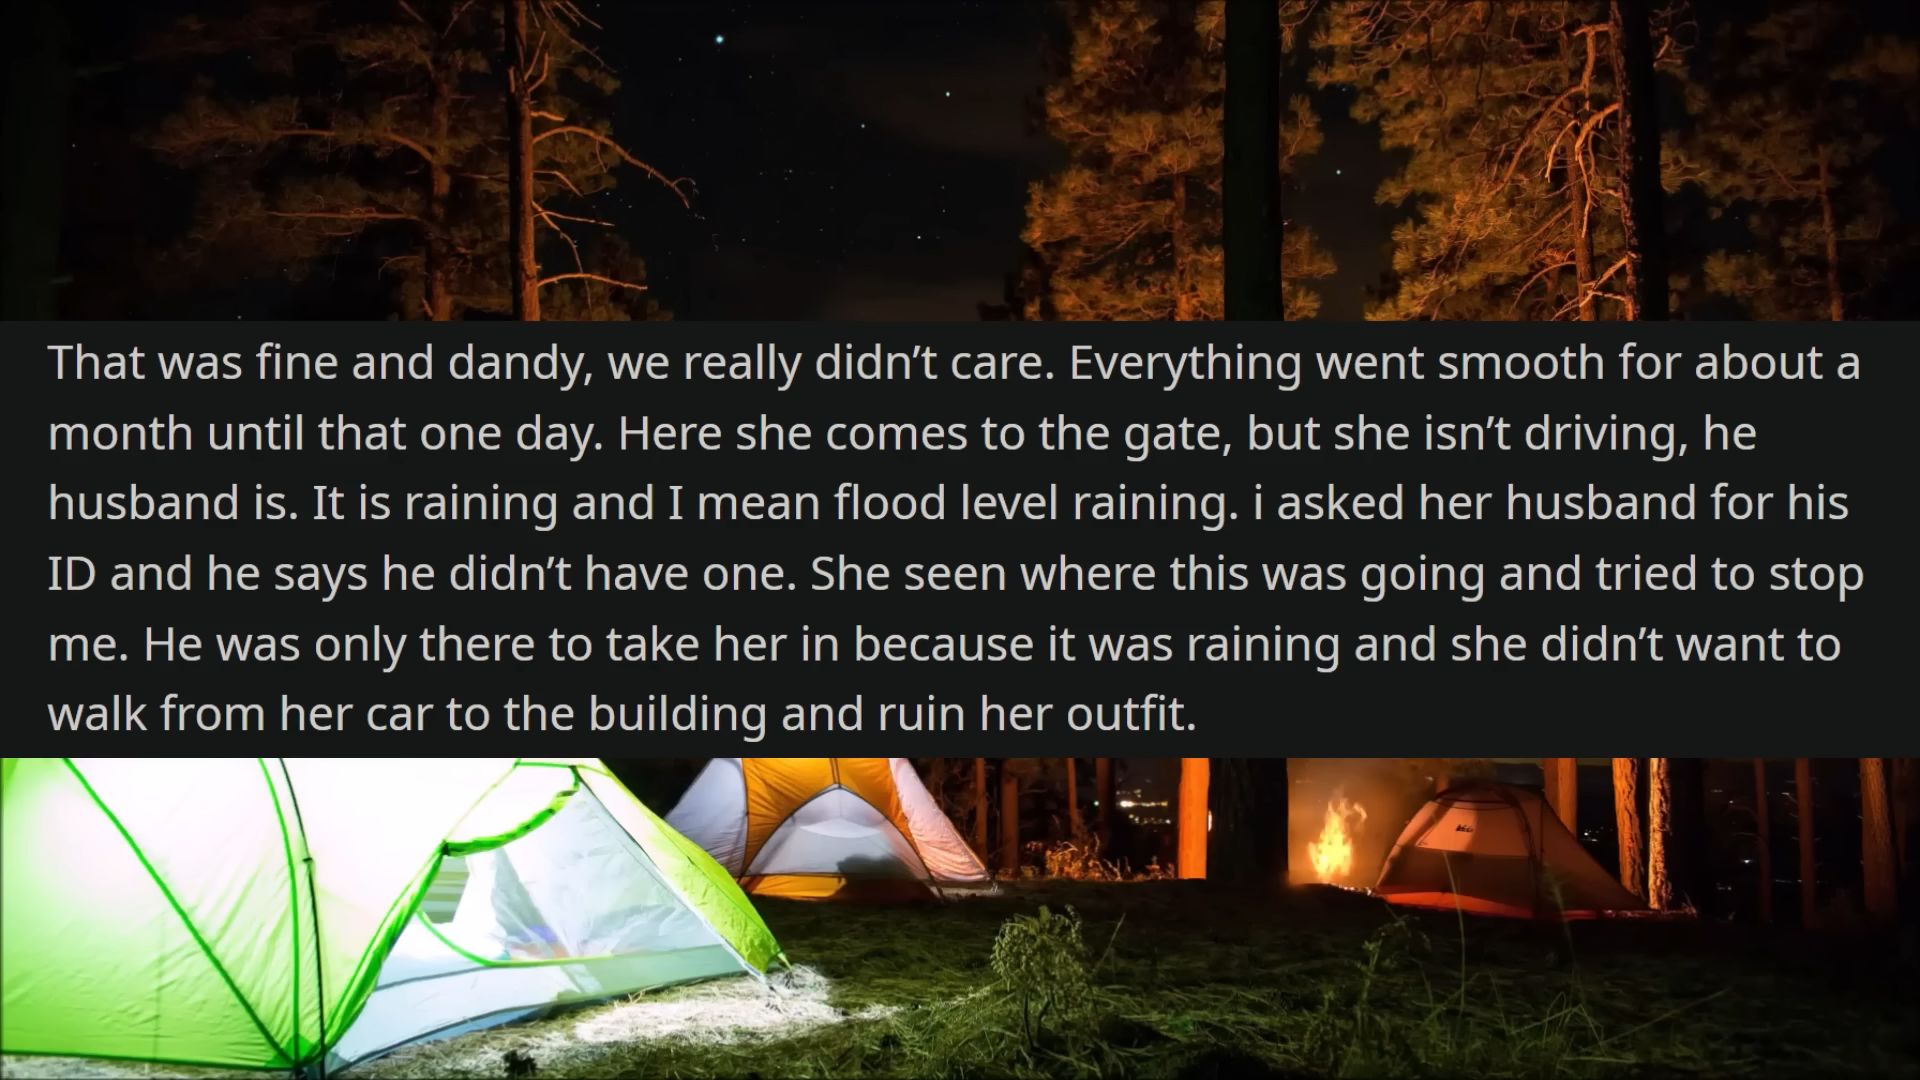 That was fine and dandy, we really didn’t care. Everything went smooth for about a
month until that one day. Here she comes to the gate, but she isn’t driving, he
husband is. It is raining and I mean flood level raining. i asked her husband for his
ID and he says he didn’t have one. She seen where this was going and tried to stop
me. He was only there to take her in because it was raining and she didn’t want to
walk from her car to the building and ruin her outfit.